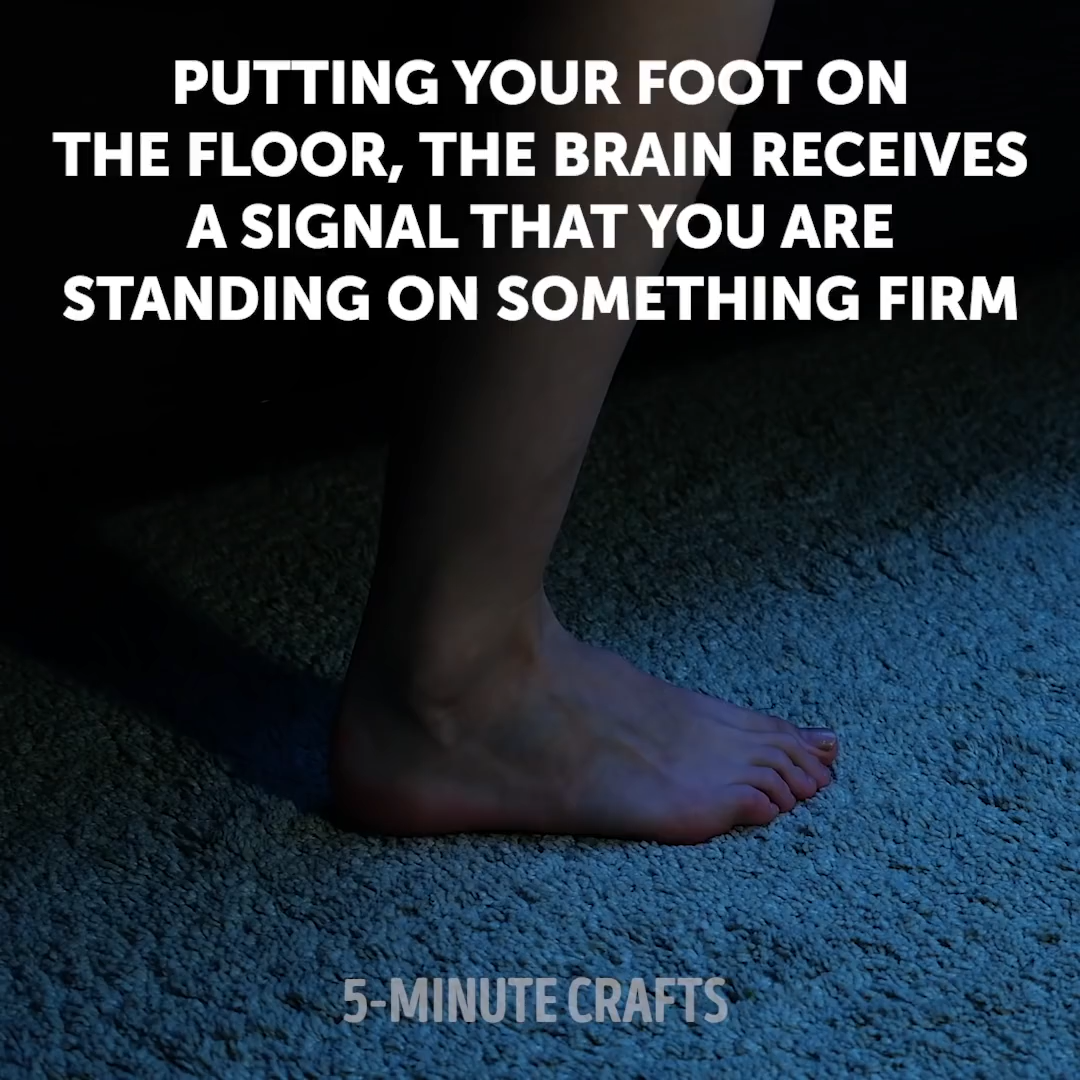 PUTTING YOUR FOOT ON
THE FLOOR, THE BRAIN RECEIVES
A SIGNAL THAT YOU ARE
STANDING ON SOMETHING FIRM
5-MINUTE CRAFTS